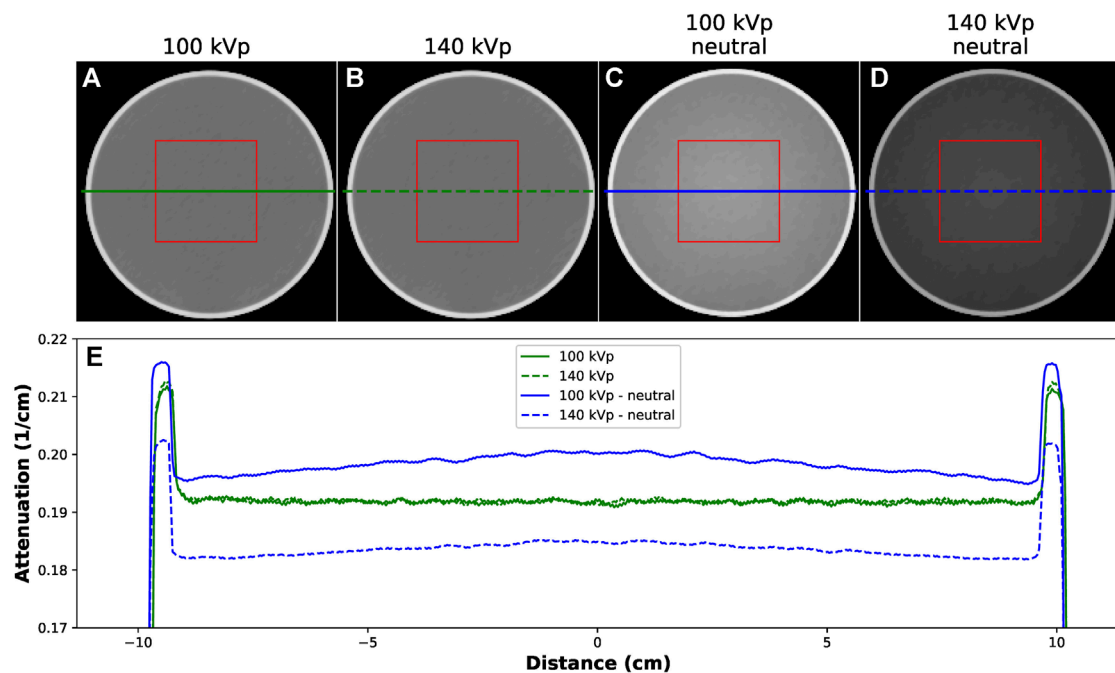 100 kVp
140 kVp
100 kVp
neutral
140 kVp
neutral
A
B
C
D
E
0.22
0.21
0.20
0.19
0.18
0.17
Attenuation (1/cm)
100 kVp
140 kVp
100 kVp - neutral
140 kVp - neutral
−10
−5
0
5
10
Distance (cm)